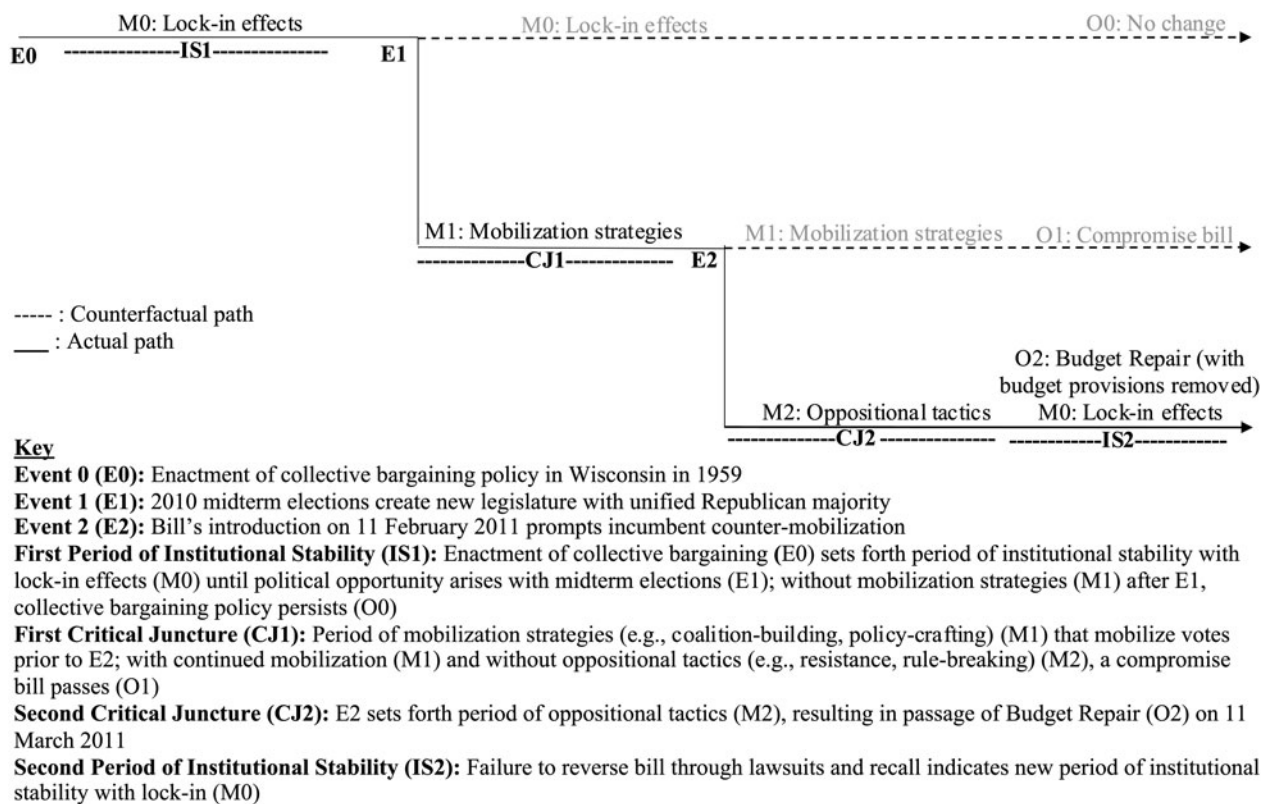 M0: Lock-in effects M0: Lock-in effects O0: No change
E0 ---------------IS1--------------- E1
M1: Mobilization strategies M1: Mobilization strategies O1: Compromise bill
--------------CJ1-------------- E2
----- : Counterfactual path
___ : Actual path
O2: Budget Repair (with
budget provisions removed)
M2: Oppositional tactics M0: Lock-in effects
--------------CJ2 --------------- ------------IS2------------
Key
Event 0 (E0): Enactment of collective bargaining policy in Wisconsin in 1959
Event 1 (E1): 2010 midterm elections create new legislature with unified Republican majority
Event 2 (E2): Bill's introduction on 11 February 2011 prompts incumbent counter-mobilization
First Period of Institutional Stability (IS1): Enactment of collective bargaining (E0) sets forth period of institutional stability with
lock-in effects (M0) until political opportunity arises with midterm elections (E1); without mobilization strategies (M1) after E1,
collective bargaining policy persists (O0)
First Critical Juncture (CJ1): Period of mobilization strategies (e.g., coalition-building, policy-crafting) (M1) that mobilize votes
prior to E2; with continued mobilization (M1) and without oppositional tactics (e.g., resistance, rule-breaking) (M2), a compromise
bill passes (O1)
Second Critical Juncture (CJ2): E2 sets forth period of oppositional tactics (M2), resulting in passage of Budget Repair (O2) on 11
March 2011
Second Period of Institutional Stability (IS2): Failure to reverse bill through lawsuits and recall indicates new period of institutional
stability with lock-in (M0)